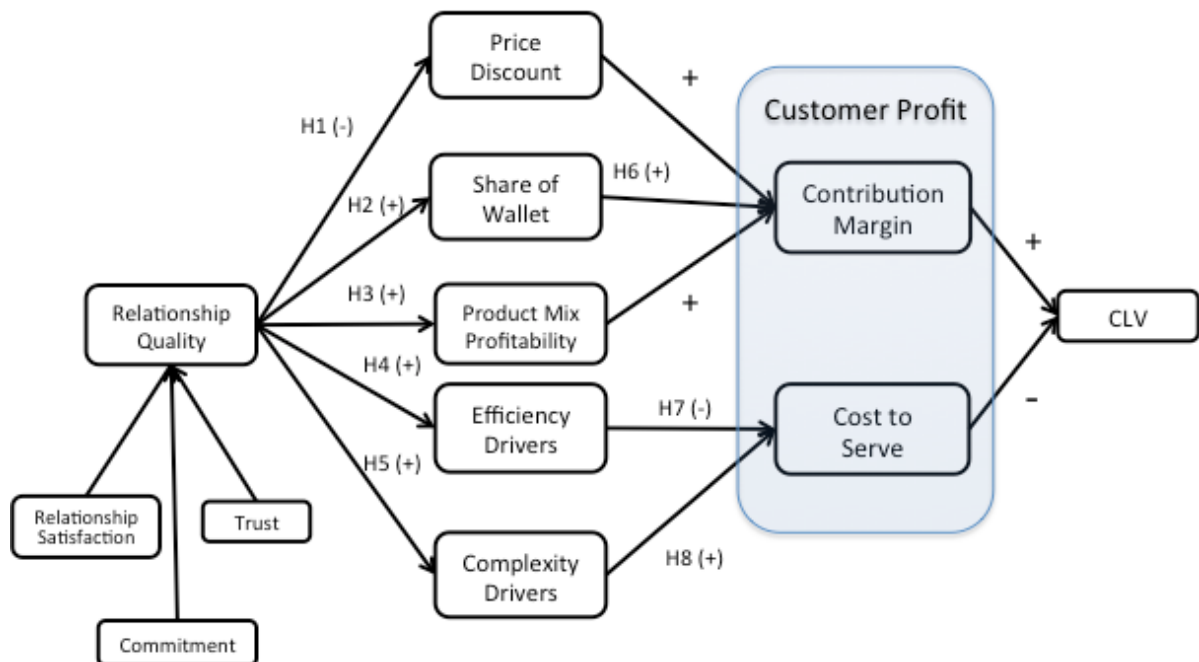 Price
Discount
+
Customer Profit
H1 (-)
Share of
Wallet
H6 (+)
Contribution
Margin
H2 (+)
+
H3 (+)
Relationship
Quality
Product Mix
Profitability
+
CLV
H4 (+)
Efficiency
Drivers
H7 (-)
Cost to
Serve
-
H5 (+)
Relationship
Satisfaction
Trust
Complexity
Drivers
H8 (+)
Commitment